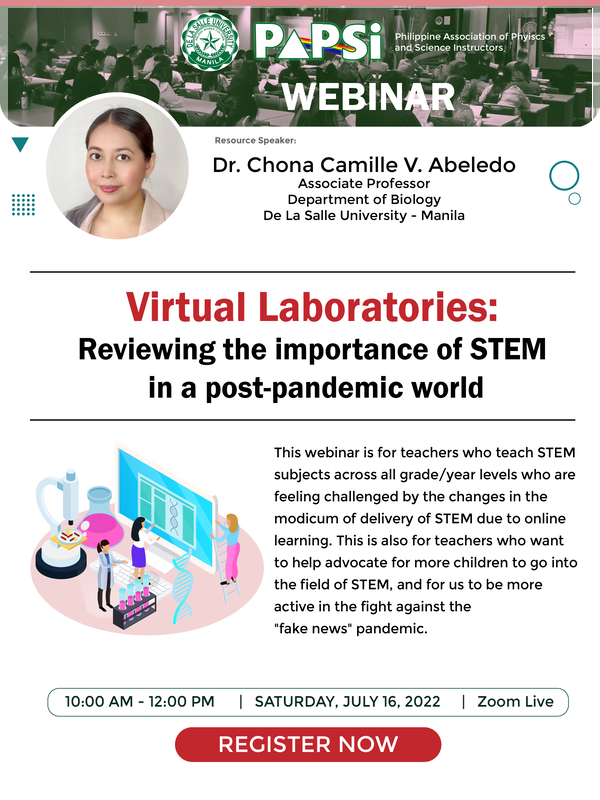 DE LA SALLE UNIVERSITY
MANILA
PAPSi
Philippine Association of Phyiscs
and Science Instructors
WEBINAR
Resource Speaker:
Dr. Chona Camille V. Abeledo
Associate Professor
Department of Biology
De La Salle University - Manila
Virtual Laboratories:
Reviewing the importance of STEM
in a post-pandemic world
This webinar is for teachers who teach STEM
subjects across all grade/year levels who are
feeling challenged by the changes in the
modicum of delivery of STEM due to online
learning. This is also for teachers who want
to help advocate for more children to go into
the field of STEM, and for us to be more
active in the fight against the
"fake news" pandemic.
10:00 AM - 12:00 PM | SATURDAY, JULY 16, 2022 | Zoom Live
REGISTER NOW